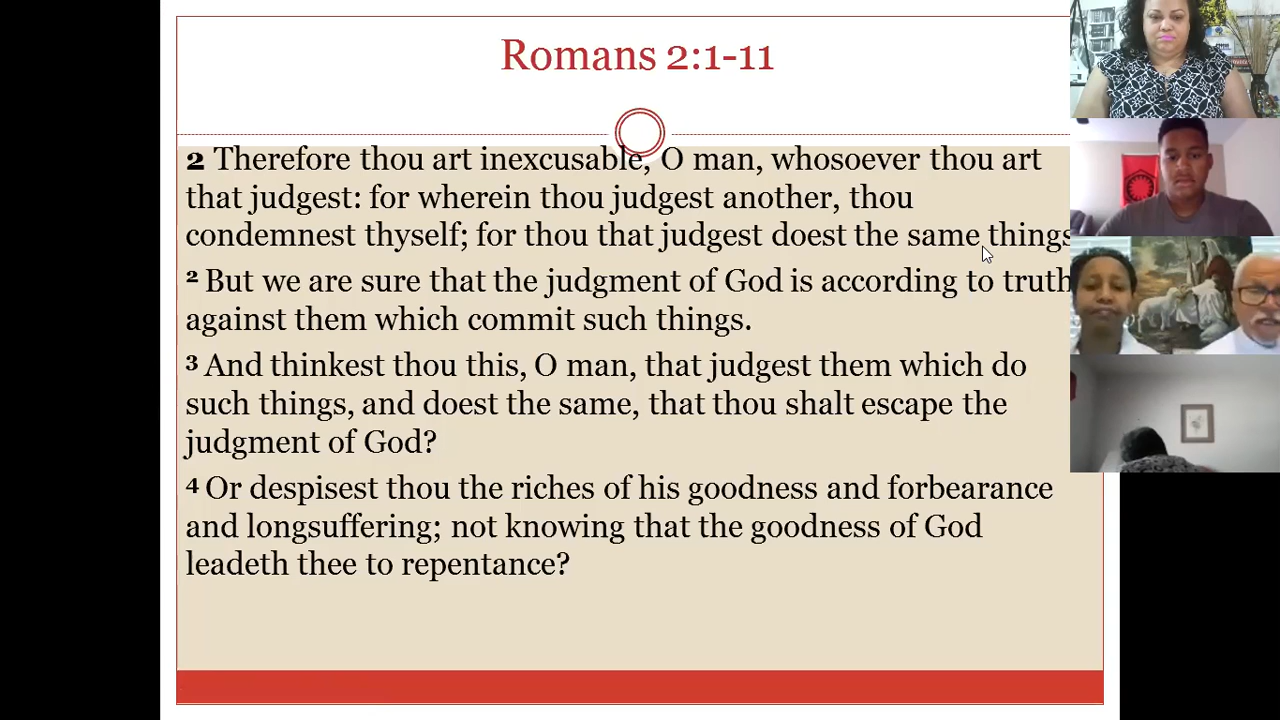 Romans 2:1-11
2 Therefore thou art inexcusable, O man, whosoever thou art
that judgest: for wherein thou judgest another, thou
condemnest thyself; for thou that judgest doest the same things
2 But we are sure that the judgment of God is according to truth
against them which commit such things.
3 And thinkest thou this, O man, that judgest them which do
such things, and doest the same, that thou shalt escape the
judgment of God?
4 Or despisest thou the riches of his goodness and forbearance
and longsuffering; not knowing that the goodness of God
leadeth thee to repentance?